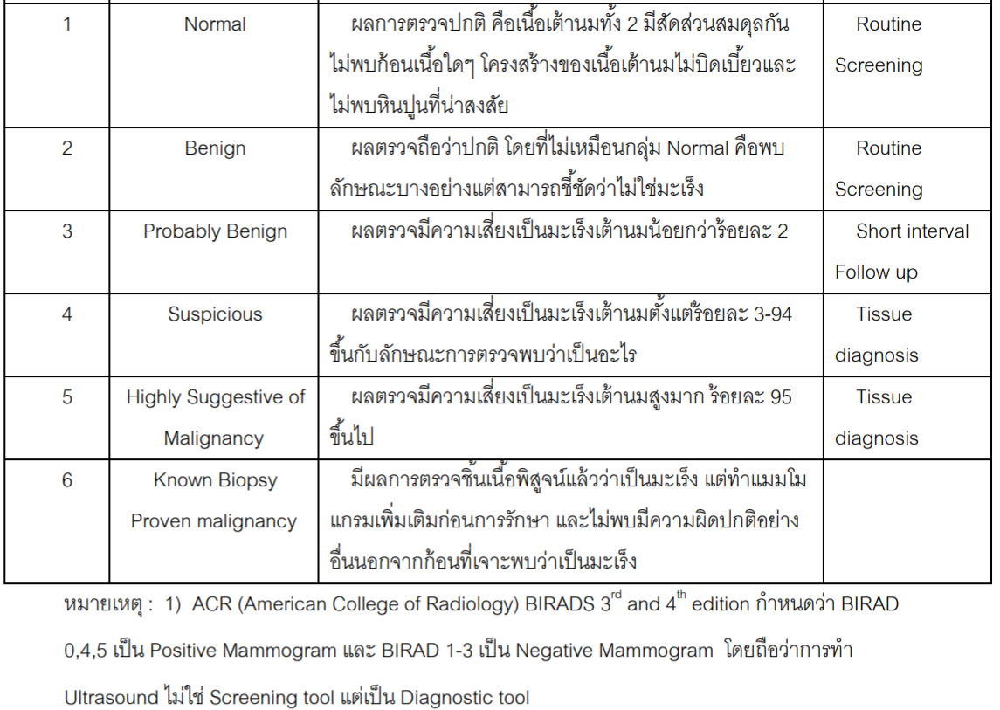 1 Normal ผลการตรวจปกติ คือเนื้อเต้านมทั้ง 2 มีสัดส่วนสมดุลกัน Routine
ไม่พบก้อนเนื้อใดๆ โครงสร้างของเนื้อเต้านมไม่บิดเบี้ยวและ Screening
ไม่พบหินปูนที่น่าสงสัย
2 Benign ผลตรวจถือว่าปกติ โดยที่ไม่เหมือนกลุ่ม Normal คือพบ Routine
ลักษณะบางอย่างแต่สามารถชี้ชัดว่าไม่ใช่มะเร็ง Screening
3 Probably Benign ผลตรวจมีความเสี่ยงเป็นมะเร็งเต้านมน้อยกว่าร้อยละ 2 Short interval
Follow up
4 Suspicious ผลตรวจมีความเสี่ยงเป็นมะเร็งเต้านมตั้งแต่ร้อยละ 3-94 Tissue
ขึ้นกับลักษณะการตรวจพบว่าเป็นอะไร diagnosis
5 Highly Suggestive of ผลตรวจมีความเสี่ยงเป็นมะเร็งเต้านมสูงมาก ร้อยละ 95 Tissue
Malignancy ขึ้นไป diagnosis
6 Known Biopsy มีผลการตรวจชิ้นเนื้อพิสูจน์แล้วว่าเป็นมะเร็ง แต่ทำแมมโม
Proven malignancy แกรมเพิ่มเติมก่อนการรักษา และไม่พบมีความผิดปกติอย่าง
อื่นนอกจากก้อนที่เจาะพบว่าเป็นมะเร็ง
หมายเหตุ : 1) ACR (American College of Radiology) BIRADS 3rd and 4th edition กำหนดว่า BIRAD
0,4,5 เป็น Positive Mammogram และ BIRAD 1-3 เป็น Negative Mammogram โดยถือว่าการทำ
Ultrasound ไม่ใช่ Screening tool แต่เป็น Diagnostic tool